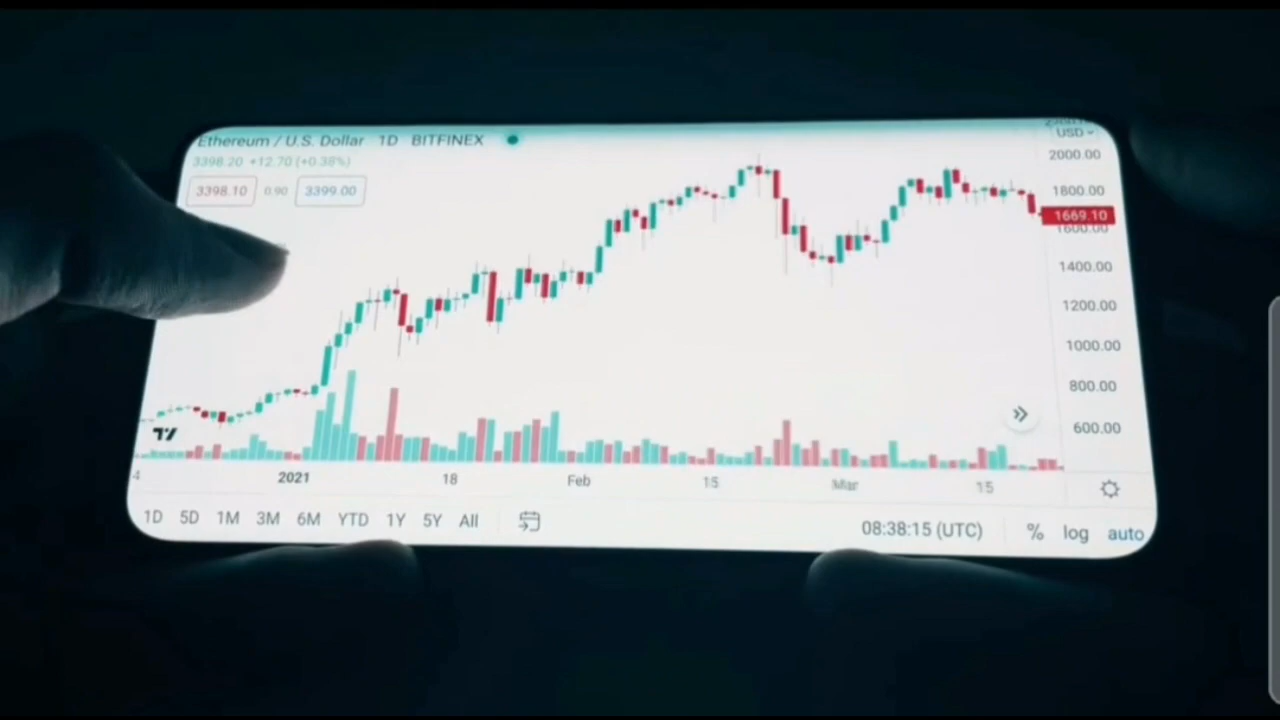 Ethereum / U.S. Dollar 1D BITFINEX
USD
3398.20 +12.70 (+0.38%)
3398.10 0.90 3399.00
2000.00
1800.00
1669.10
1600.00
1400.00
1200.00
1000.00
800.00
600.00
4 2021 18 Feb 15 Mar 15
1D 5D 1M 3M 6M YTD 1Y 5Y All 08:38:15 (UTC) % log auto